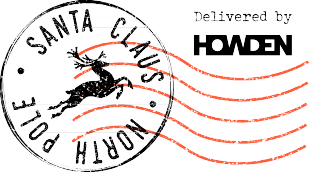 SANTA CLAUS
NORTH POLE
Delivered by
HOWDEN